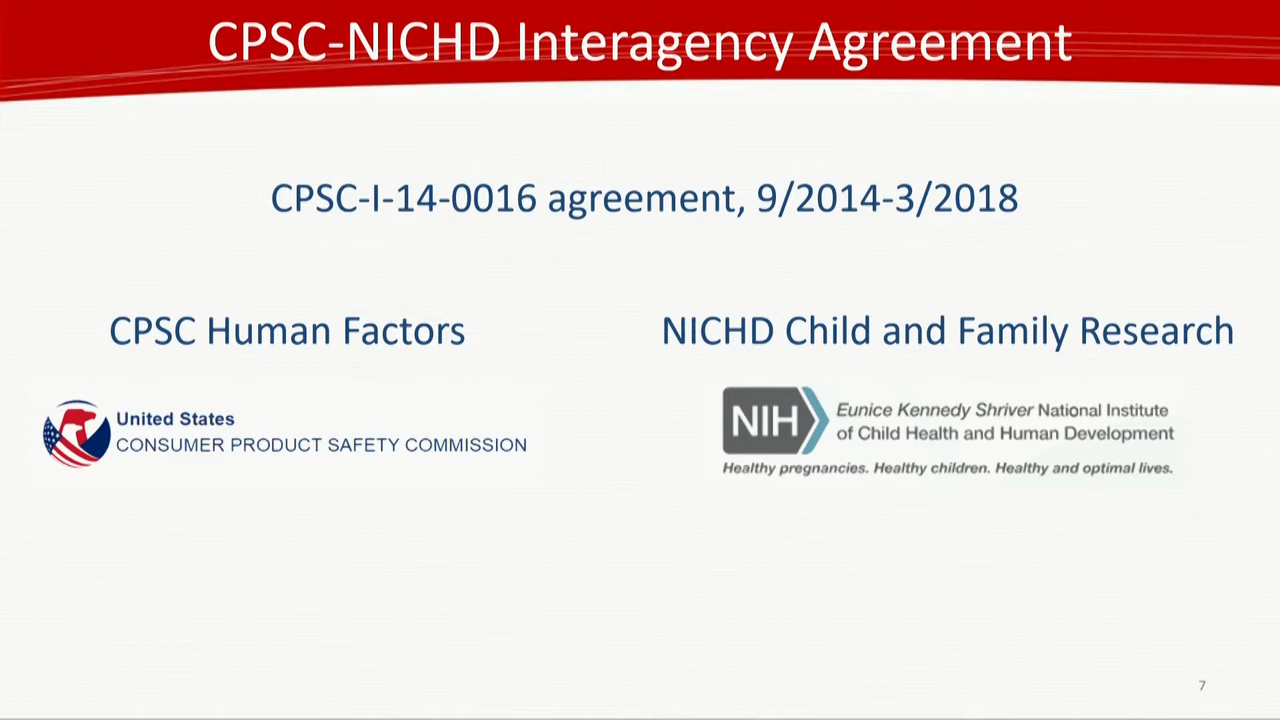 CPSC-NICHD Interagency Agreement
CPSC-I-14-0016 agreement, 9/2014-3/2018
CPSC Human Factors
United States
CONSUMER PRODUCT SAFETY COMMISSION
NICHD Child and Family Research
NIH
Eunice Kennedy Shriver National Institute
of Child Health and Human Development
Healthy pregnancies. Healthy children. Healthy and optimal lives.
7